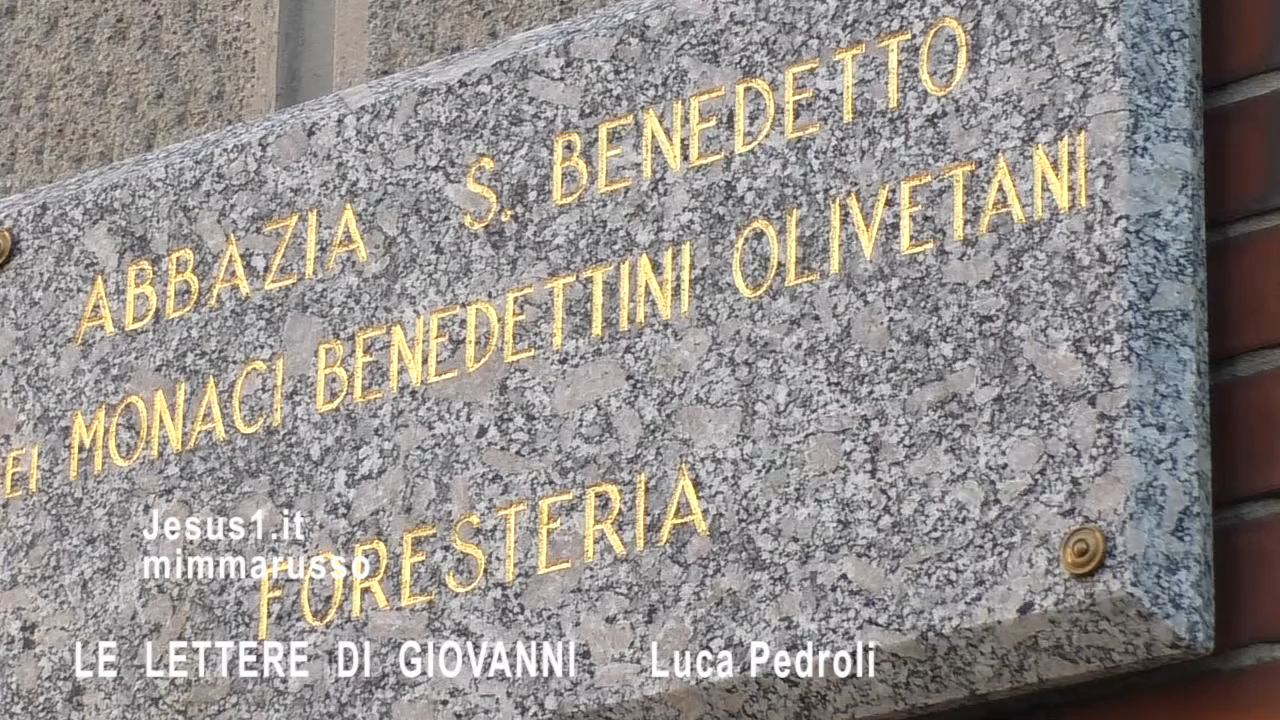 ABBAZIA S. BENEDETTO
EI MONACI BENEDETTINI OLIVETANI
FORESTERIA
Jesus1.it
mimmarusso
LE LETTERE DI GIOVANNI Luca Pedroli